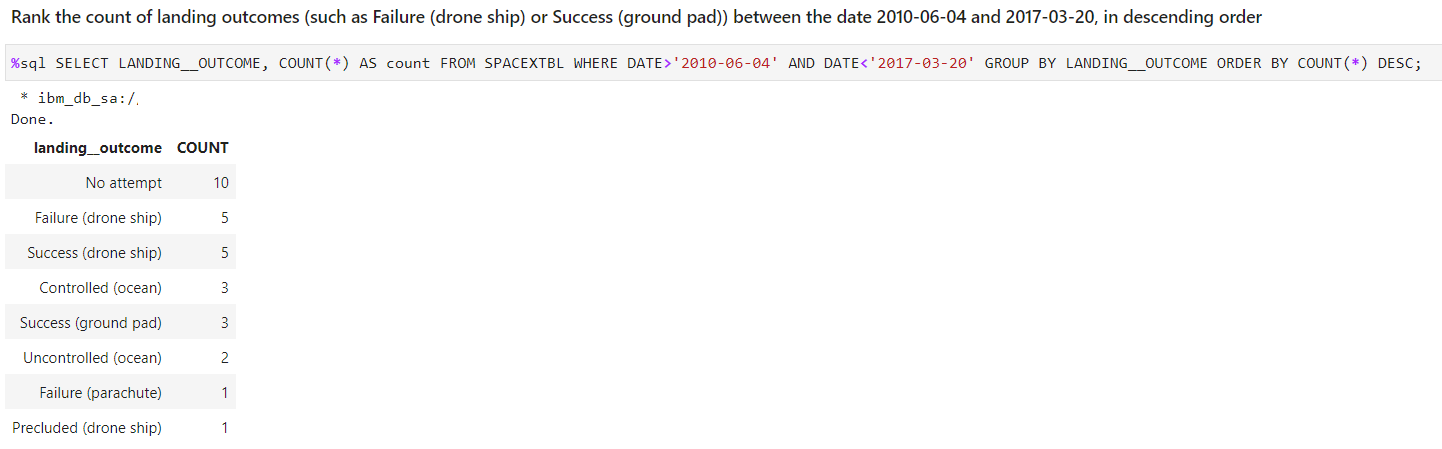 Rank the count of landing outcomes (such as Failure (drone ship) or Success (ground pad)) between the date 2010-06-04 and 2017-03-20, in descending order
%sql SELECT LANDING__OUTCOME, COUNT(*) AS count FROM SPACEXTBL WHERE DATE>'2010-06-04' AND DATE<'2017-03-20' GROUP BY LANDING__OUTCOME ORDER BY COUNT(*) DESC;
* ibm_db_sa:/
Done.
landing__outcome COUNT
No attempt 10
Failure (drone ship) 5
Success (drone ship) 5
Controlled (ocean) 3
Success (ground pad) 3
Uncontrolled (ocean) 2
Failure (parachute) 1
Precluded (drone ship) 1